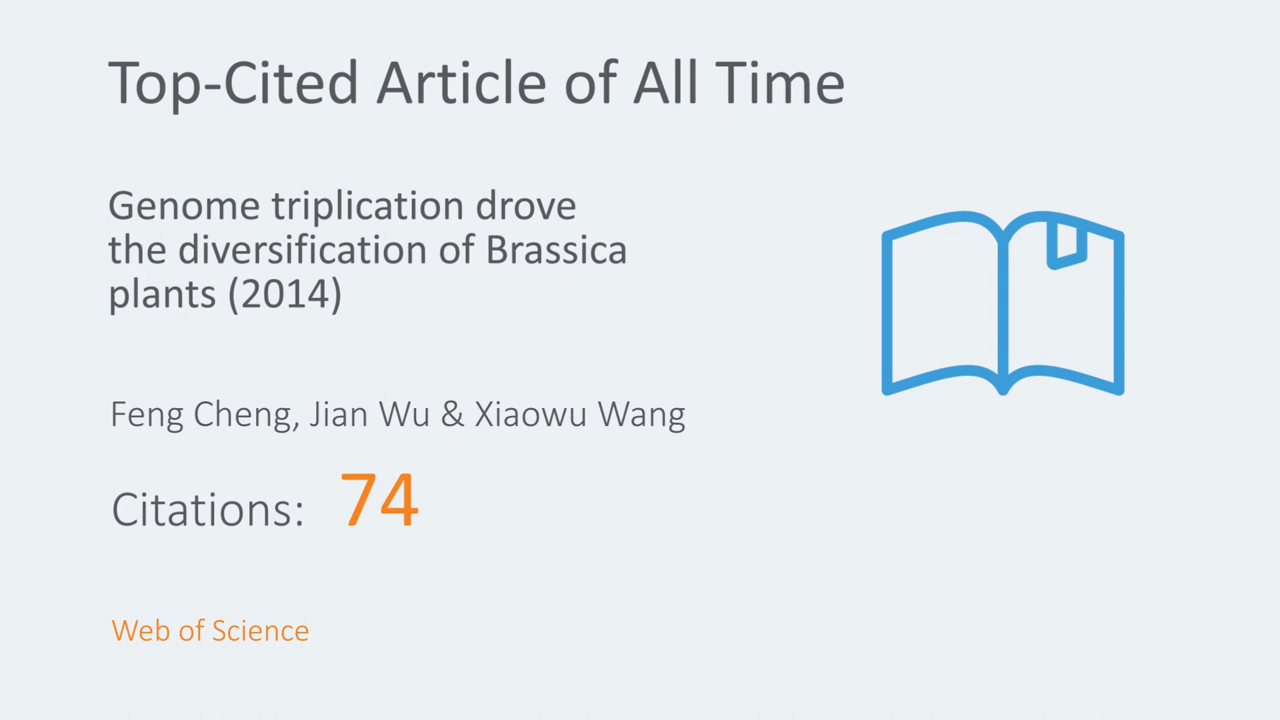 Top-Cited Article of All Time
Genome triplication drove
the diversification of Brassica
plants (2014)
Feng Cheng, Jian Wu & Xiaowu Wang
Citations: 74
Web of Science